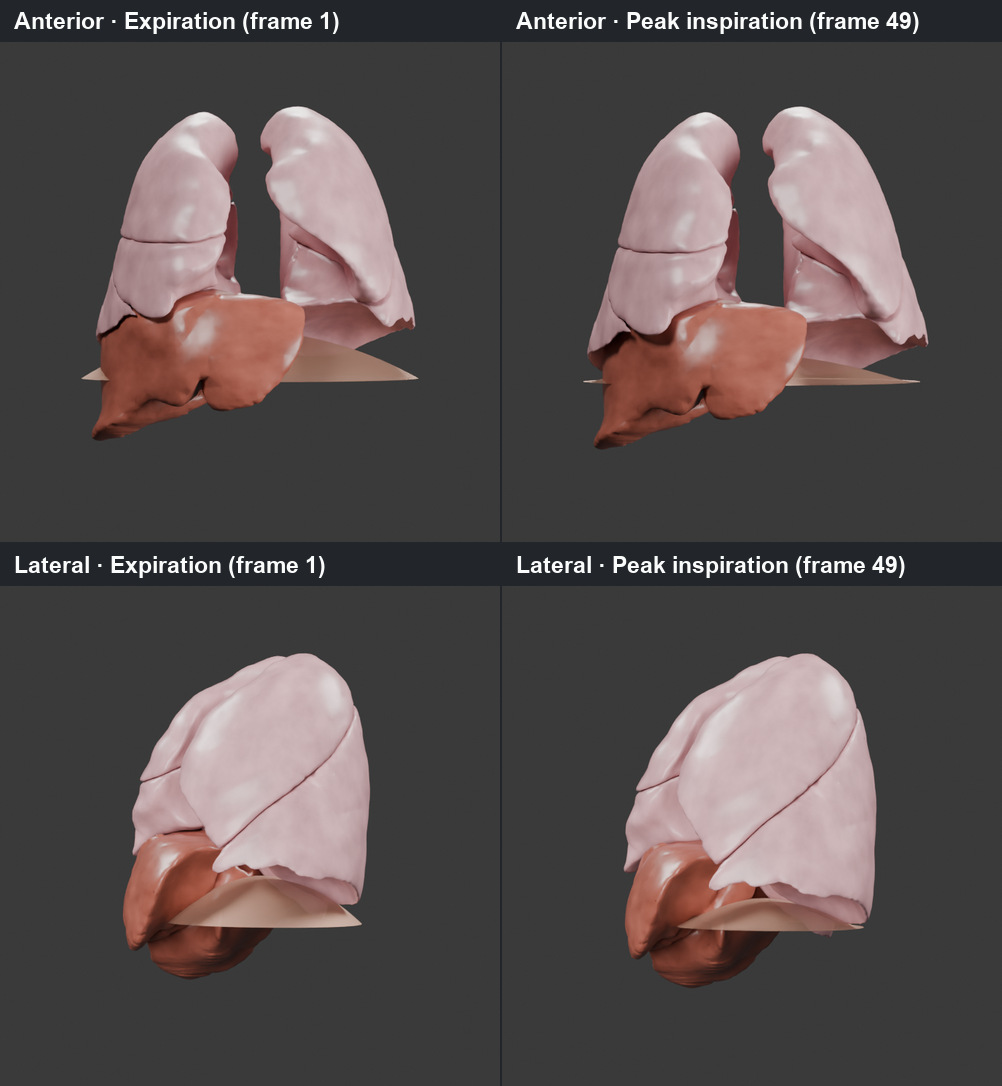 Anterior · Expiration (frame 1)
Anterior · Peak inspiration (frame 49)
Lateral · Expiration (frame 1)
Lateral · Peak inspiration (frame 49)